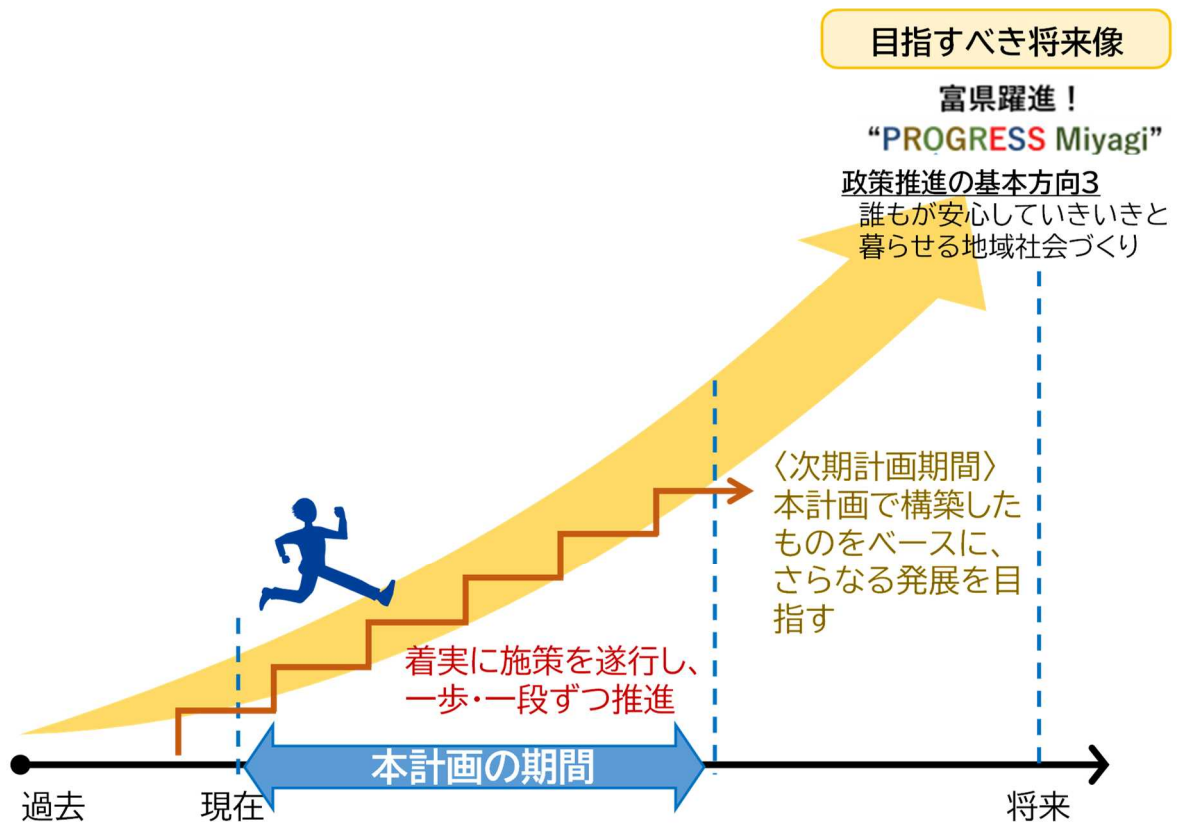 目指すべき将来像
富県躍進！
“PROGRESS Miyagi”
政策推進の基本方向3
誰もが安心していきいきと
暮らせる地域社会づくり
〈次期計画期間〉
本計画で構築した
ものをベースに、
さらなる発展を目
指す
着実に施策を遂行し、
一歩・一段ずつ推進
本計画の期間
過去
現在
将来